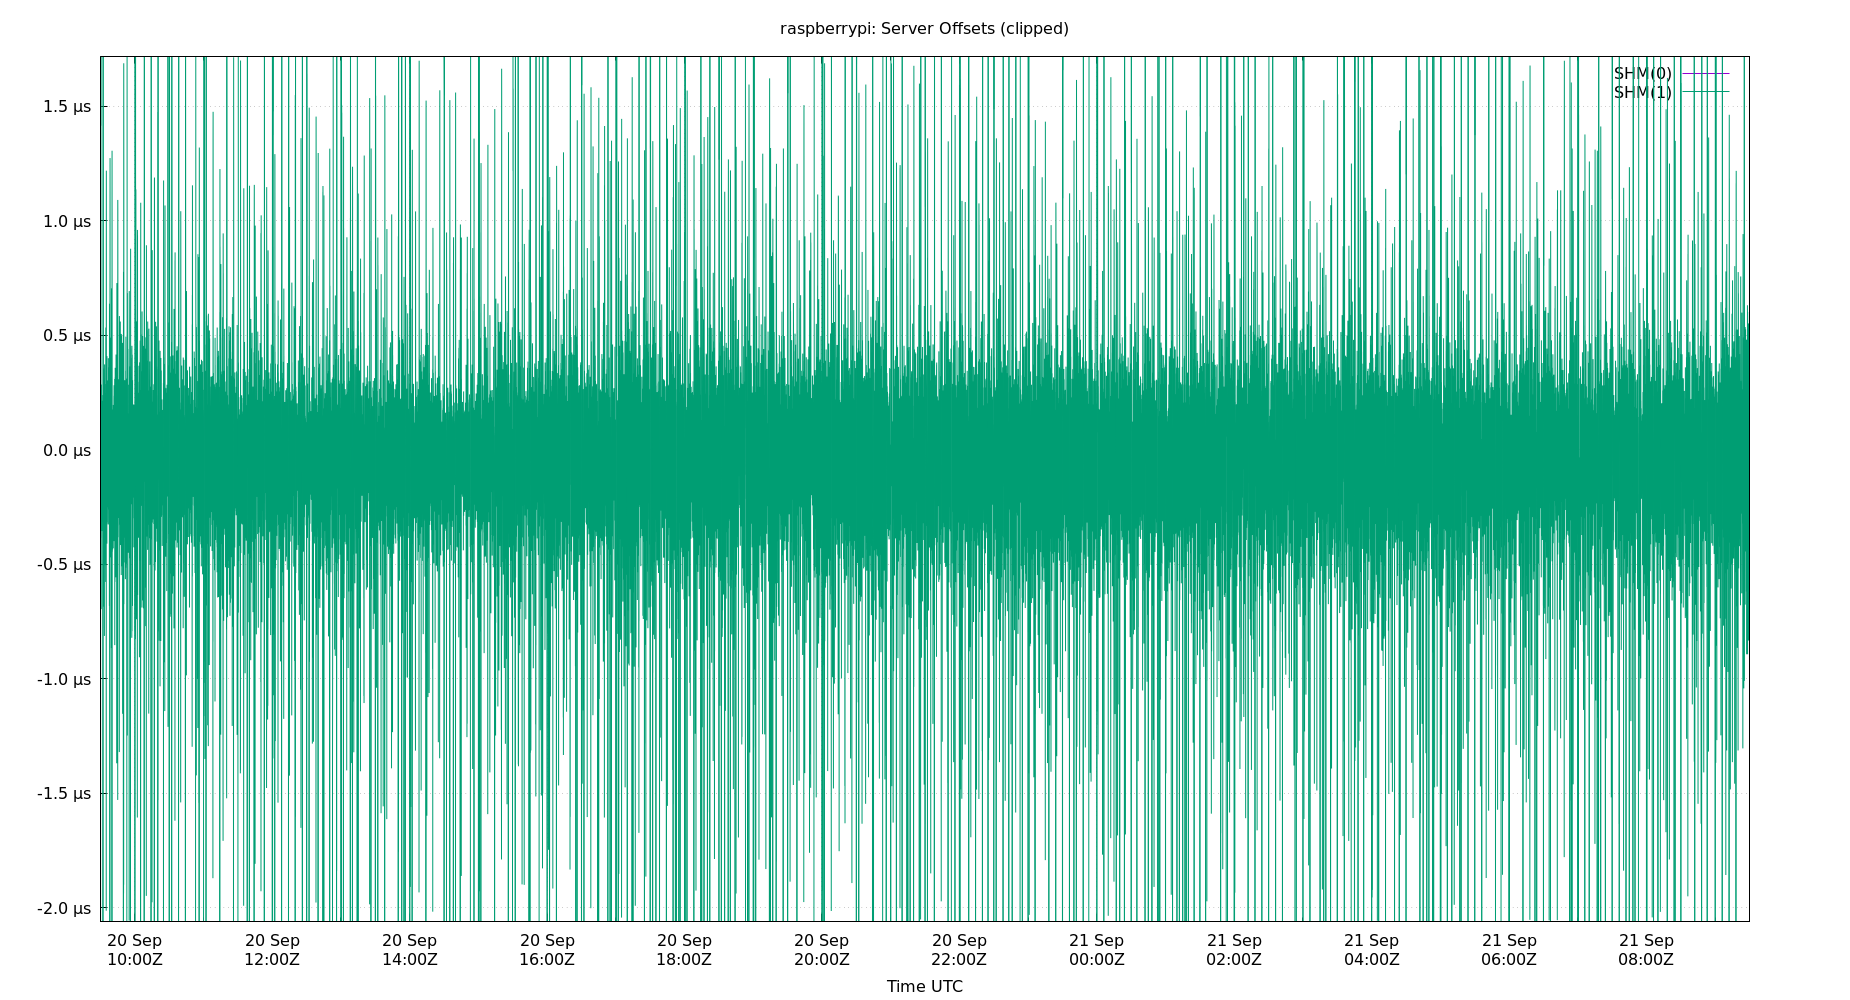 raspberrypi: Server Offsets (clipped)
SHM(0)
SHM(1)
1.5 µs
1.0 µs
0.5 µs
0.0 µs
-0.5 µs
-1.0 µs
-1.5 µs
-2.0 µs
20 Sep 20 Sep 20 Sep 20 Sep 20 Sep 20 Sep 20 Sep 21 Sep 21 Sep 21 Sep 21 Sep 21 Sep
10:00Z 12:00Z 14:00Z 16:00Z 18:00Z 20:00Z 22:00Z 00:00Z 02:00Z 04:00Z 06:00Z 08:00Z
Time UTC